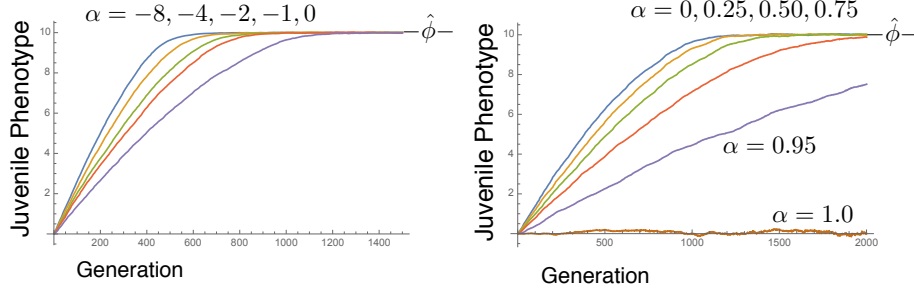 α = −8, −4, −2, −1, 0
Juvenile Phenotype
10
8
6
4
2
ϕ̂
200 400 600 800 1000 1200 1400
Generation
α = 0, 0.25, 0.50, 0.75
Juvenile Phenotype
10
8
6
4
2
ϕ̂
α = 0.95
α = 1.0
500 1000 1500 2000
Generation